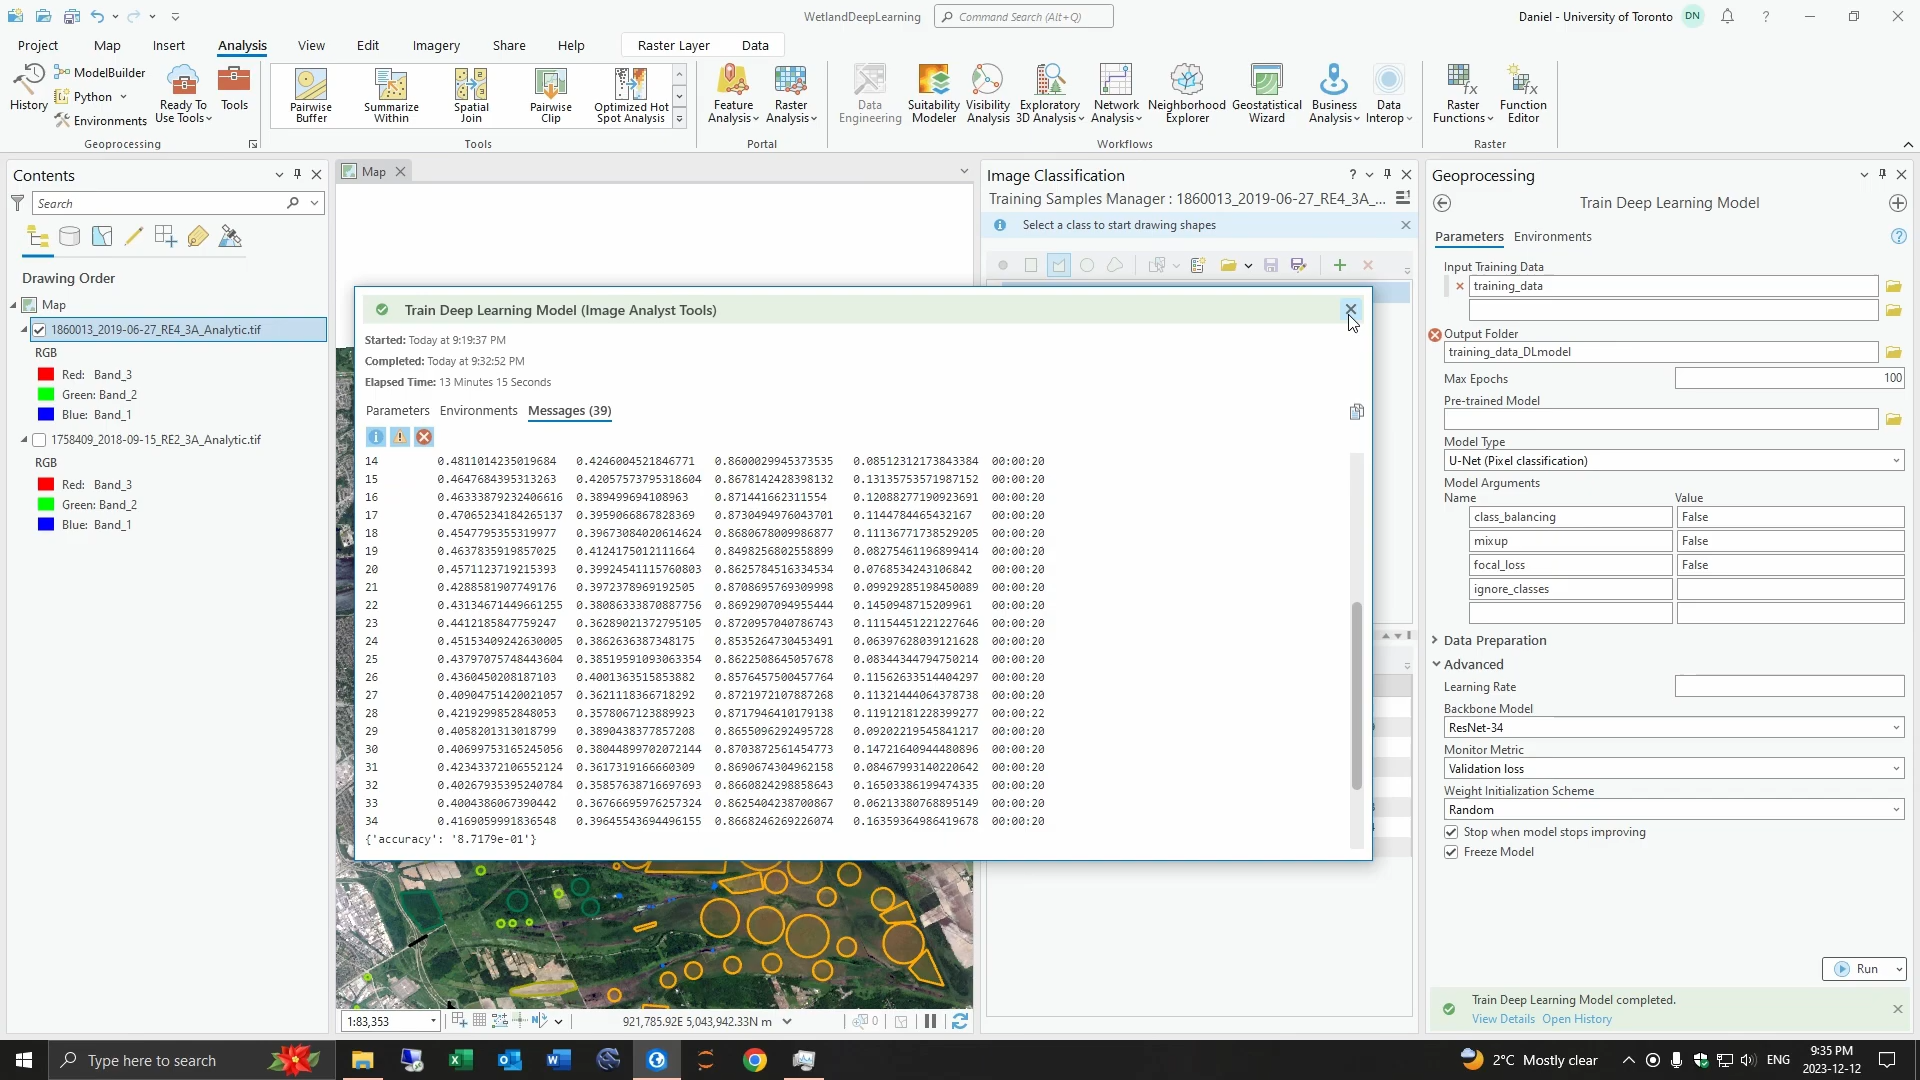 WetlandDeepLearning
Command Search (Alt+Q)
Daniel - University of Toronto
DN
Project
Map
Insert
Analysis
View
Edit
Imagery
Share
Help
Raster Layer
Data
History
ModelBuilder
Python
Environments
Ready To Use Tools
Tools
Pairwise Buffer
Summarize Within
Spatial Join
Pairwise Clip
Optimized Hot Spot Analysis
Feature Analysis
Raster Analysis
Data Engineering
Suitability Modeler
Visibility Analysis
Exploratory 3D Analysis
Network Analysis
Neighborhood Explorer
Geostatistical Wizard
Business Analysis
Data Interop
Raster Functions
Function Editor
Geoprocessing
Tools
Portal
Workflows
Raster
Contents
Search
Drawing Order
Map
1860013_2019-06-27_RE4_3A_Analytic.tif
RGB
Red: Band_3
Green: Band_2
Blue: Band_1
1758409_2018-09-15_RE2_3A_Analytic.tif
RGB
Red: Band_3
Green: Band_2
Blue: Band_1
Map
Image Classification
Training Samples Manager : 1860013_2019-06-27_RE4_3A_...
Select a class to start drawing shapes
Train Deep Learning Model (Image Analyst Tools)
Started: Today at 9:19:37 PM
Completed: Today at 9:32:52 PM
Elapsed Time: 13 Minutes 15 Seconds
Parameters Environments Messages (39)
14 0.4811014235019684 0.4246004521846771 0.8600029945373535 0.08512312173843384 00:00:20
15 0.4647684395313263 0.42057573795318604 0.8678142428398132 0.13135753571987152 00:00:20
16 0.46333879232406616 0.389499694108963 0.871441662311554 0.12088277190923691 00:00:20
17 0.47065234184265137 0.3959066867828369 0.8730494976043701 0.1144784465432167 00:00:20
18 0.4547795355319977 0.39673084020614624 0.8680678009986877 0.11136771738529205 00:00:20
19 0.4637835919857025 0.4124175012111664 0.8498256802558899 0.08275461196899414 00:00:20
20 0.4571123719215393 0.39924541115760803 0.8625784516334534 0.0768534243106842 00:00:20
21 0.4288581907749176 0.3972378969192505 0.8708695769309998 0.09929285198450089 00:00:20
22 0.43134671449661255 0.38086333870887756 0.8692907094955444 0.1450948715209961 00:00:20
23 0.4412185847759247 0.36289021372795105 0.8720957040786743 0.11154451221227646 00:00:20
24 0.45153409242630005 0.3862636387348175 0.8535264730453491 0.06397628039121628 00:00:20
25 0.43797075748443604 0.38519591093063354 0.8622508645057678 0.08344344794750214 00:00:20
26 0.4360450208187103 0.4001363515853882 0.8576457500457764 0.11562633514404297 00:00:20
27 0.40904751420021057 0.3621118366718292 0.8721972107887268 0.11321444064378738 00:00:20
28 0.4219299852848053 0.3578067123889923 0.8717946410179138 0.11912181228399277 00:00:22
29 0.4058201313018799 0.3890438377857208 0.8655096292495728 0.09202219545841217 00:00:20
30 0.40699753165245056 0.38044899702072144 0.8703872561454773 0.14721640944480896 00:00:20
31 0.42343372106552124 0.3617319166660309 0.8690674304962158 0.08467993140220642 00:00:20
32 0.40267935395240784 0.35857638716697693 0.8660824298858643 0.16503386199474335 00:00:20
33 0.4004386067390442 0.36766695976257324 0.8625404238700867 0.06213380768895149 00:00:20
34 0.4169059991836548 0.39645543694496155 0.8668246269226074 0.16359364986419678 00:00:20
{'accuracy': '8.7179e-01'}
1:83,353
921,785.92E 5,043,942.33N m
0
Geoprocessing
Train Deep Learning Model
Parameters Environments
Input Training Data
training_data
Output Folder
training_data_DLmodel
Max Epochs 100
Pre-trained Model
Model Type
U-Net (Pixel classification)
Model Arguments
Name Value
class_balancing False
mixup False
focal_loss False
ignore_classes
Data Preparation
Advanced
Learning Rate
Backbone Model
ResNet-34
Monitor Metric
Validation loss
Weight Initialization Scheme
Random
Stop when model stops improving
Freeze Model
Run
Train Deep Learning Model completed.
View Details Open History
Type here to search
2°C Mostly clear
ENG
9:35 PM
2023-12-12